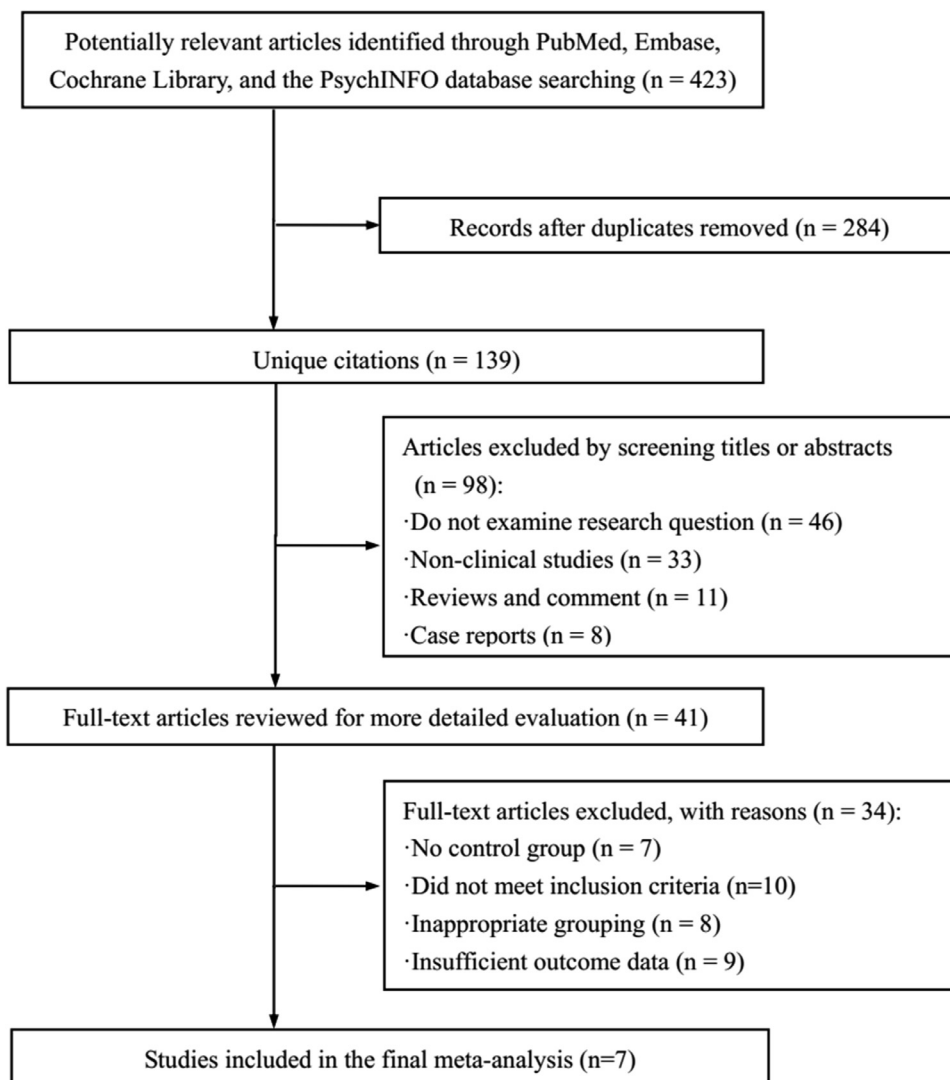 Potentially relevant articles identified through PubMed, Embase,
Cochrane Library, and the PsychINFO database searching (n = 423)
Records after duplicates removed (n = 284)
Unique citations (n = 139)
Articles excluded by screening titles or abstracts
(n = 98):
·Do not examine research question (n = 46)
·Non-clinical studies (n = 33)
·Reviews and comment (n = 11)
·Case reports (n = 8)
Full-text articles reviewed for more detailed evaluation (n = 41)
Full-text articles excluded, with reasons (n = 34):
·No control group (n = 7)
·Did not meet inclusion criteria (n=10)
·Inappropriate grouping (n = 8)
·Insufficient outcome data (n = 9)
Studies included in the final meta-analysis (n=7)